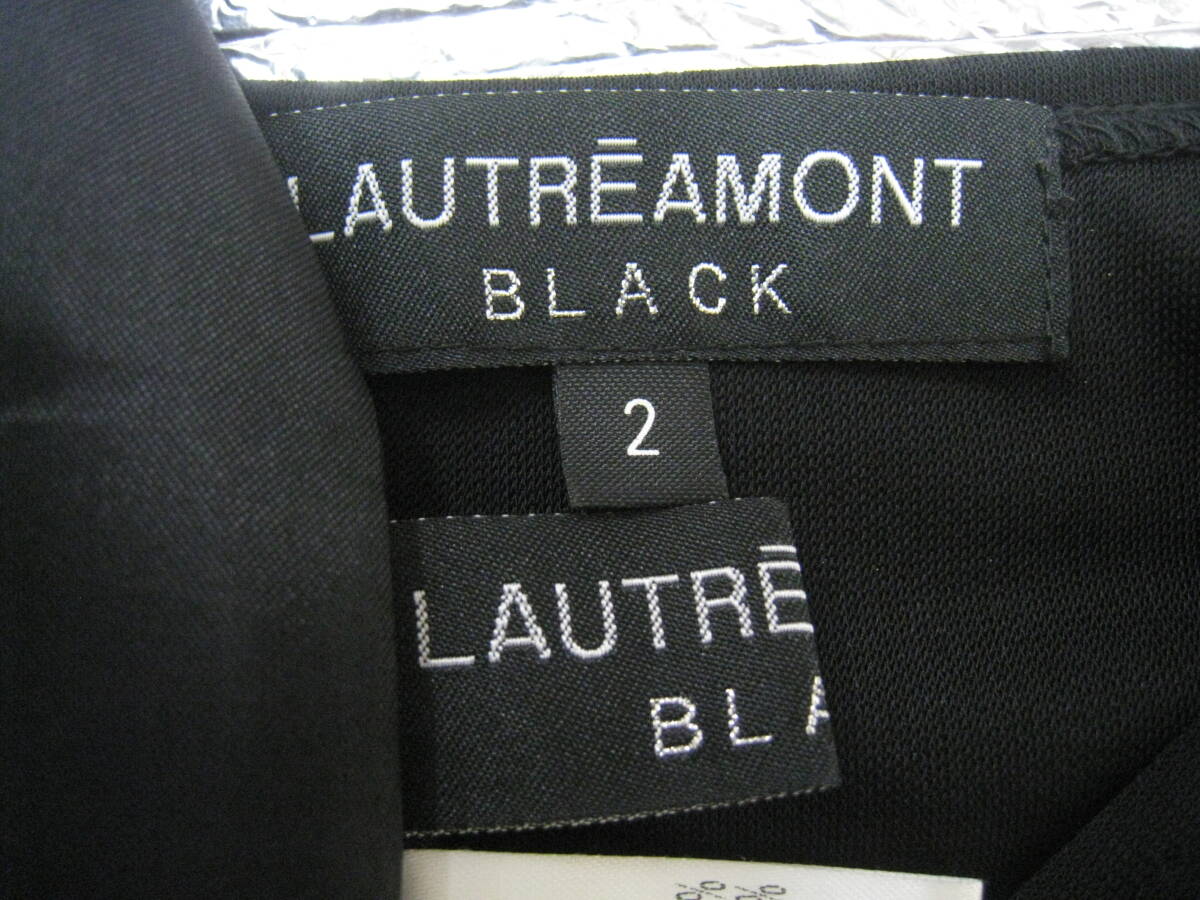 LAUTRĒAMONT
BLACK
2
LAUTRĒ
BLA
% %